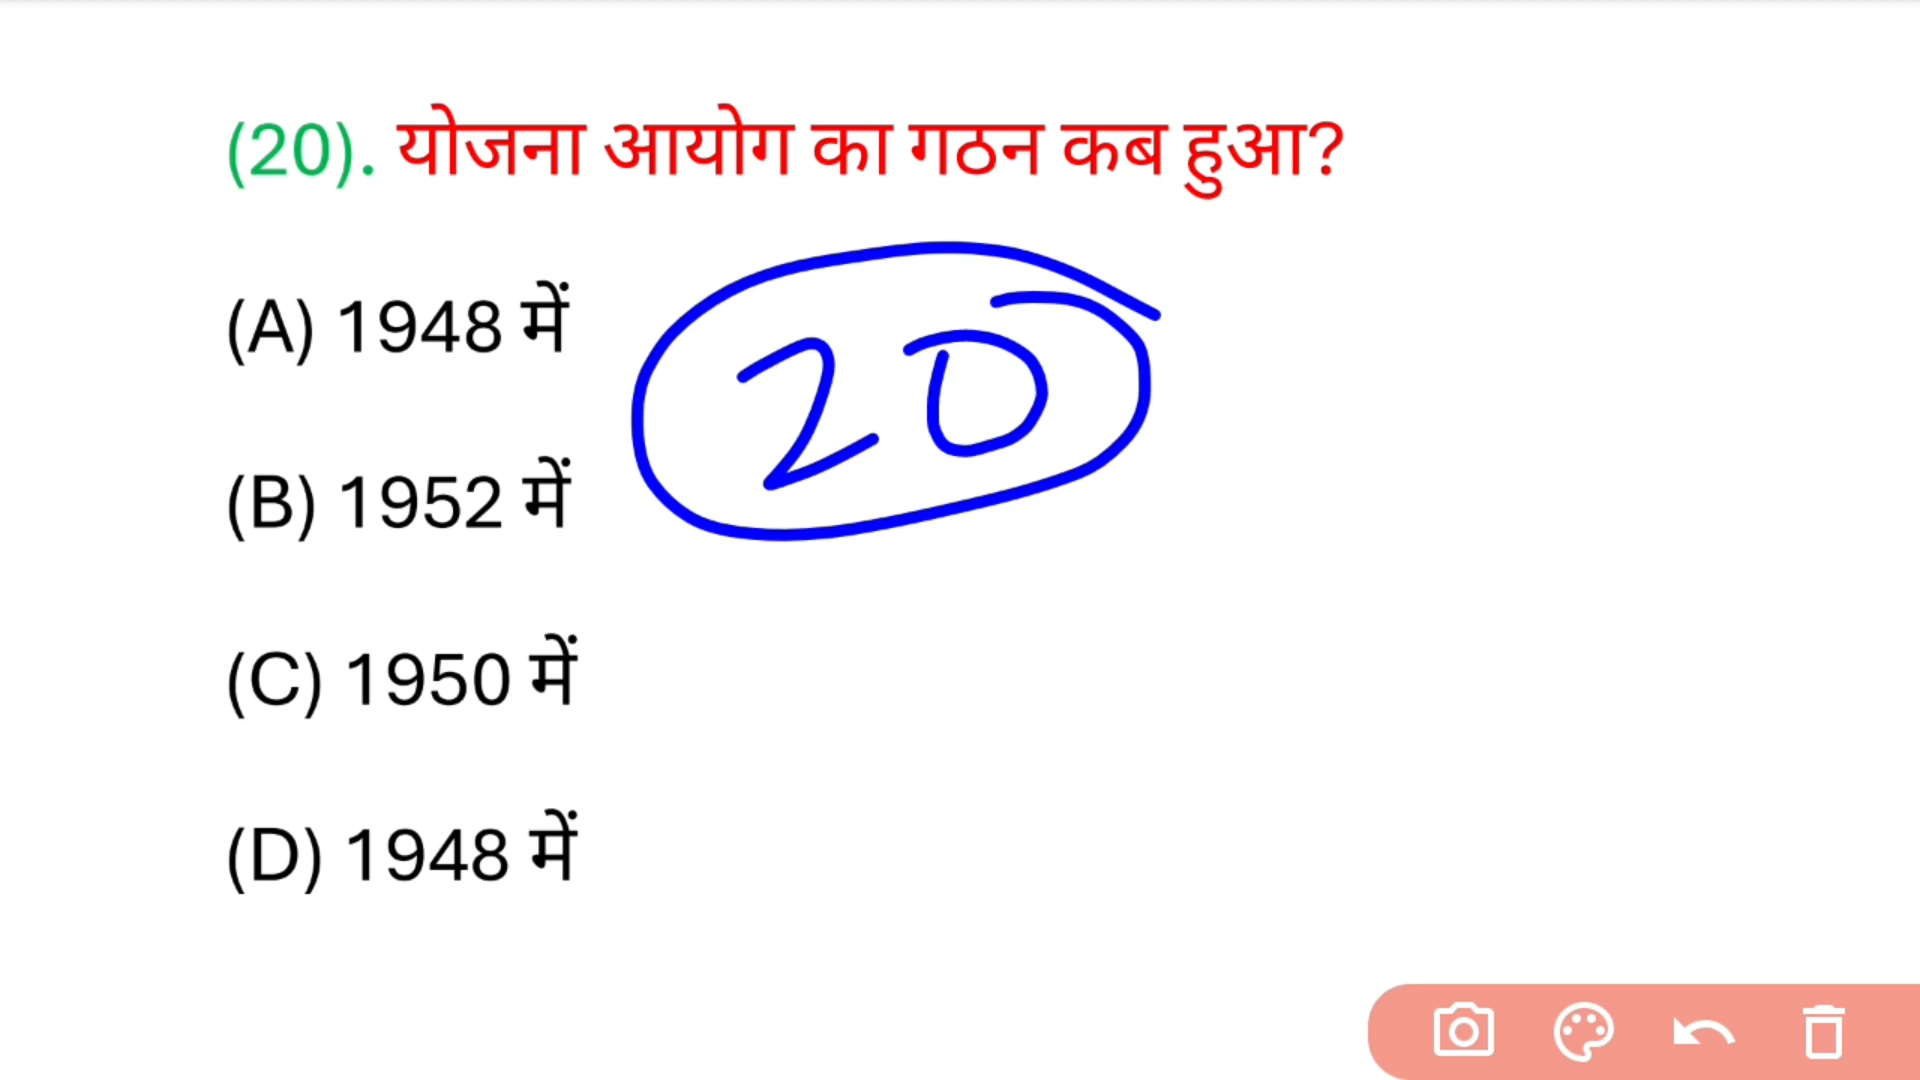 (20). योजना आयोग का गठन कब हुआ?
(A) 1948 में
20
(B) 1952 में
(C) 1950 में
(D) 1948 में